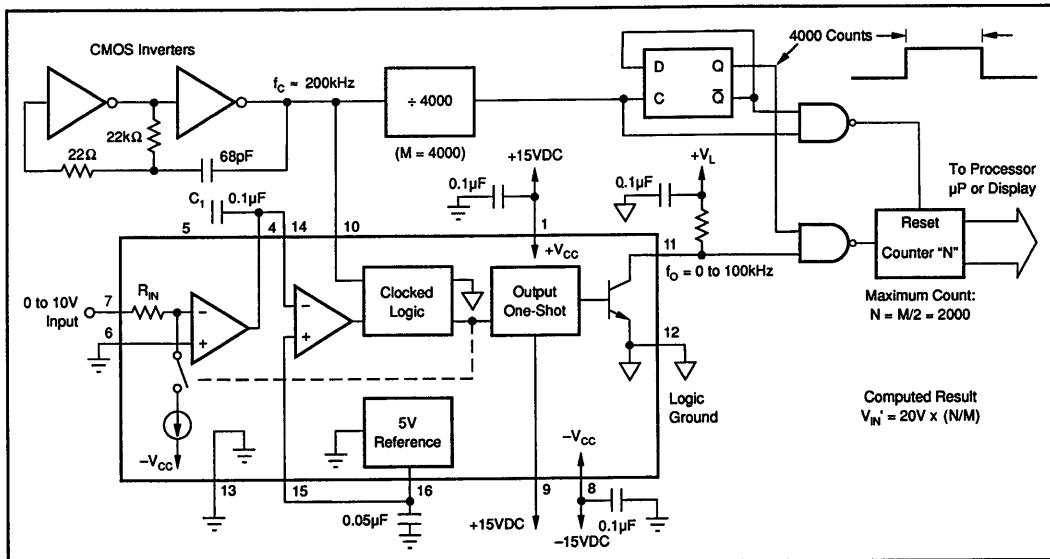 CMOS Inverters
f_C ≈ 200kHz
÷ 4000
(M = 4000)
22kΩ
22Ω
68pF
D Q
C Q̅
4000 Counts
+15VDC
0.1µF
+V_L
0.1µF
To Processor
µP or Display
Reset
Counter "N"
Maximum Count:
N = M/2 = 2000
C_1 0.1µF
5 4 14 10 1
+V_CC
11
f_O = 0 to 100kHz
0 to 10V
Input
7
R_IN
6
–
+
–
+
Clocked
Logic
Output
One-Shot
12
Logic
Ground
Computed Result
V_IN' = 20V x (N/M)
–V_CC
5V
Reference
–V_CC
13 15 16 9 8
0.05µF
+15VDC
–15VDC
0.1µF